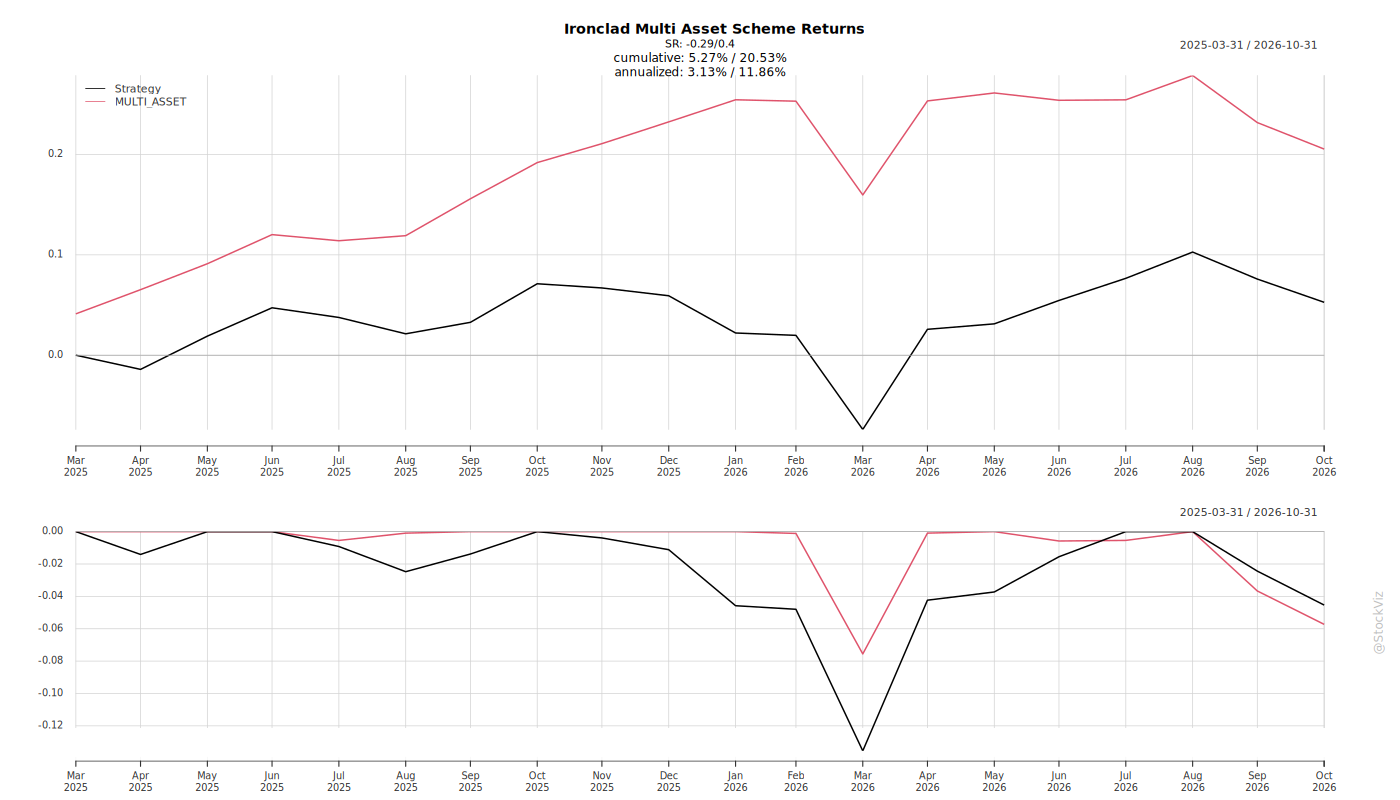 Ironclad Multi Asset Scheme Returns
SR: -0.29/0.4
cumulative: 5.27% / 20.53%
annualized: 3.13% / 11.86%
2025-03-31 / 2026-10-31
Strategy
MULTI_ASSET
0.2
0.1
0.0
Mar Apr May Jun Jul Aug Sep Oct Nov Dec Jan Feb Mar Apr May Jun Jul Aug Sep Oct
2025 2025 2025 2025 2025 2025 2025 2025 2025 2025 2026 2026 2026 2026 2026 2026 2026 2026 2026 2026
2025-03-31 / 2026-10-31
0.00
-0.02
-0.04
-0.06
-0.08
-0.10
-0.12
Mar Apr May Jun Jul Aug Sep Oct Nov Dec Jan Feb Mar Apr May Jun Jul Aug Sep Oct
2025 2025 2025 2025 2025 2025 2025 2025 2025 2025 2026 2026 2026 2026 2026 2026 2026 2026 2026 2026
@StockViz